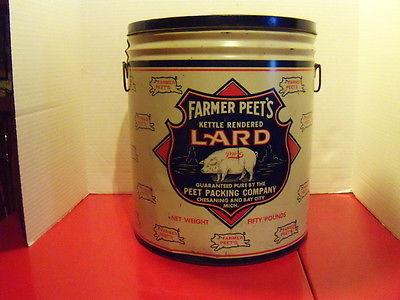 FARMER PEET'S
KETTLE RENDERED
LARD
GUARANTEED PURE BY THE
PEET PACKING COMPANY
CHESANING AND BAY CITY
MICH.
NET WEIGHT FIFTY POUNDS
FARMER PEET'S
FARMER PEET'S
FARMER PEET'S
FARMER PEET'S